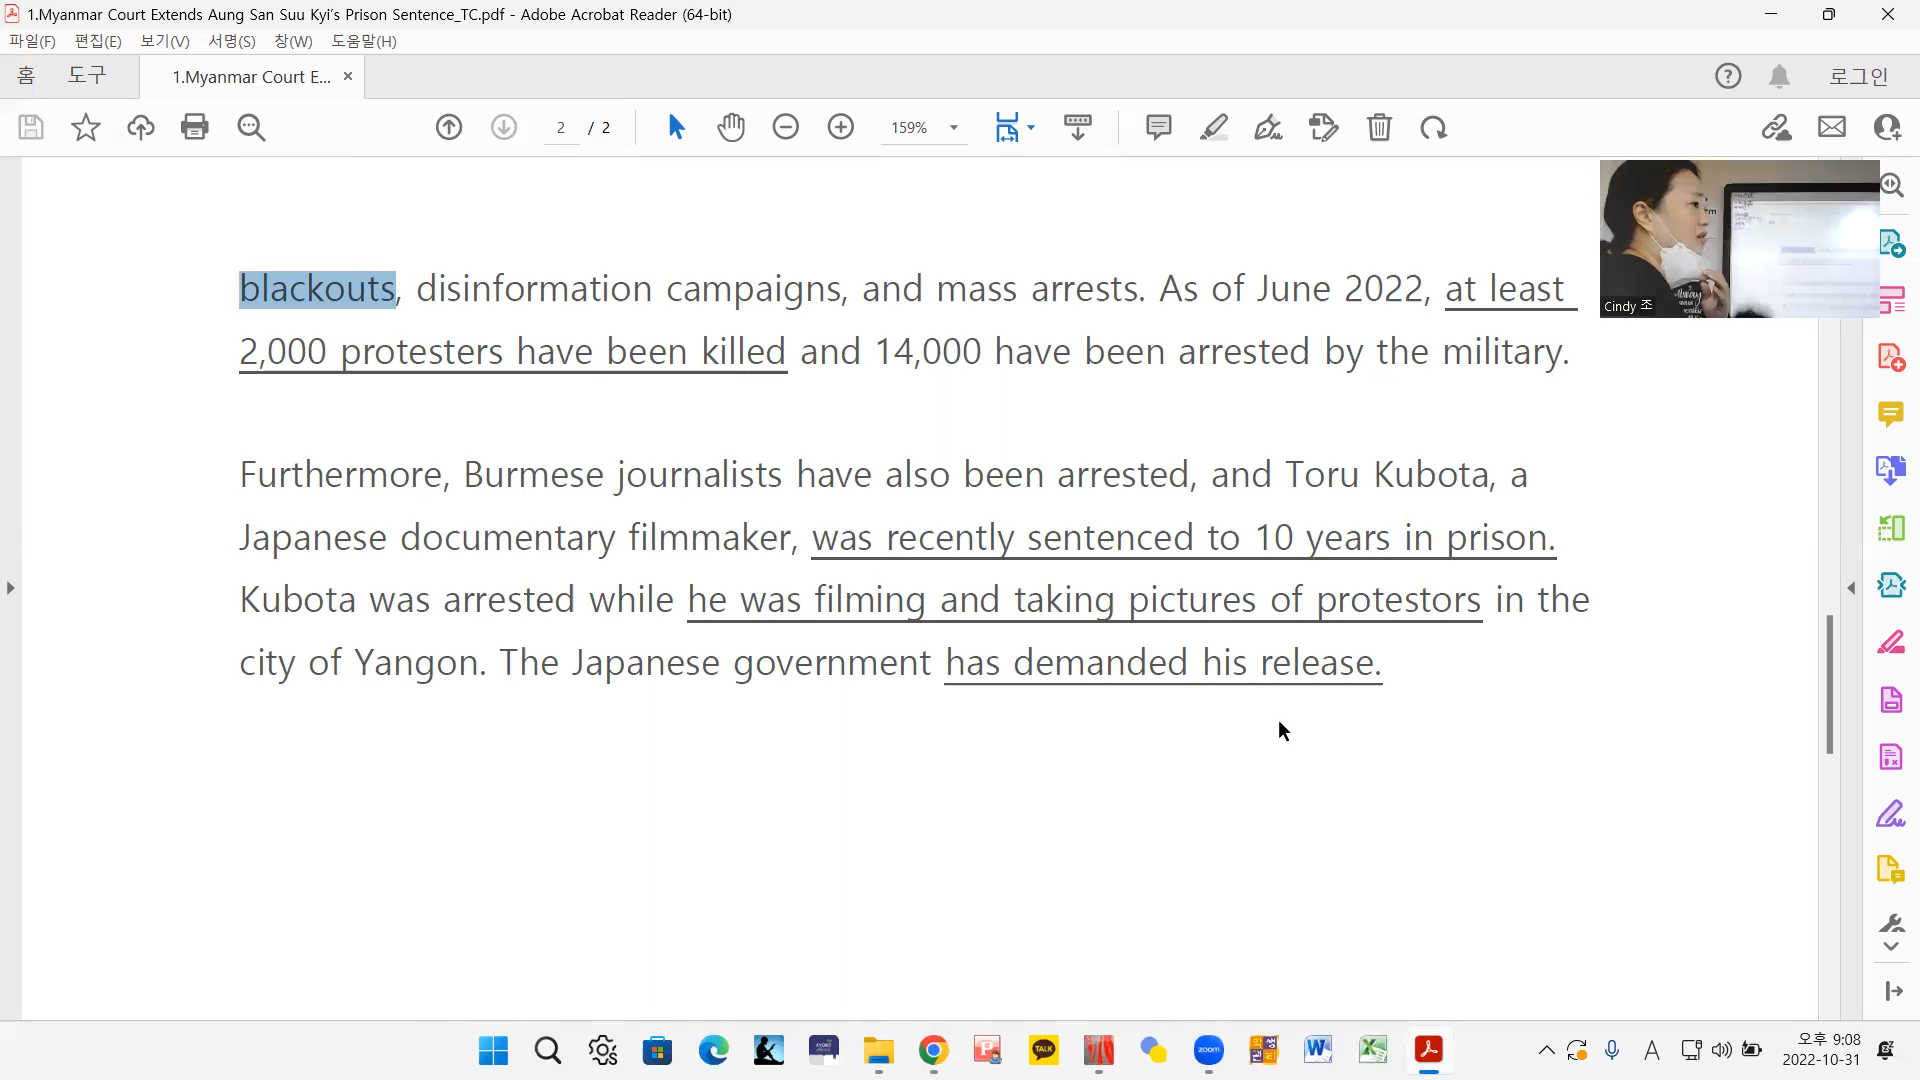 1.Myanmar Court Extends Aung San Suu Kyi's Prison Sentence_TC.pdf - Adobe Acrobat Reader (64-bit)
파일(F) 편집(E) 보기(V) 서명(S) 창(W) 도움말(H)
홈 도구 1.Myanmar Court E... × 로그인
2 / 2 159%
blackouts, disinformation campaigns, and mass arrests. As of June 2022, at least
2,000 protesters have been killed and 14,000 have been arrested by the military.
Furthermore, Burmese journalists have also been arrested, and Toru Kubota, a
Japanese documentary filmmaker, was recently sentenced to 10 years in prison.
Kubota was arrested while he was filming and taking pictures of protestors in the
city of Yangon. The Japanese government has demanded his release.
Cindy 조
TALK
zoom
A
오후 9:08
2022-10-31